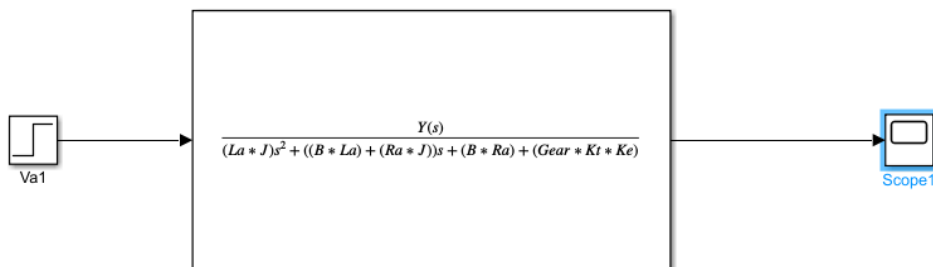 Y(s)
(La * J)s² + ((B * La) + (Ra * J))s + (B * Ra) + (Gear * Kt * Ke)
Va1
Scope1